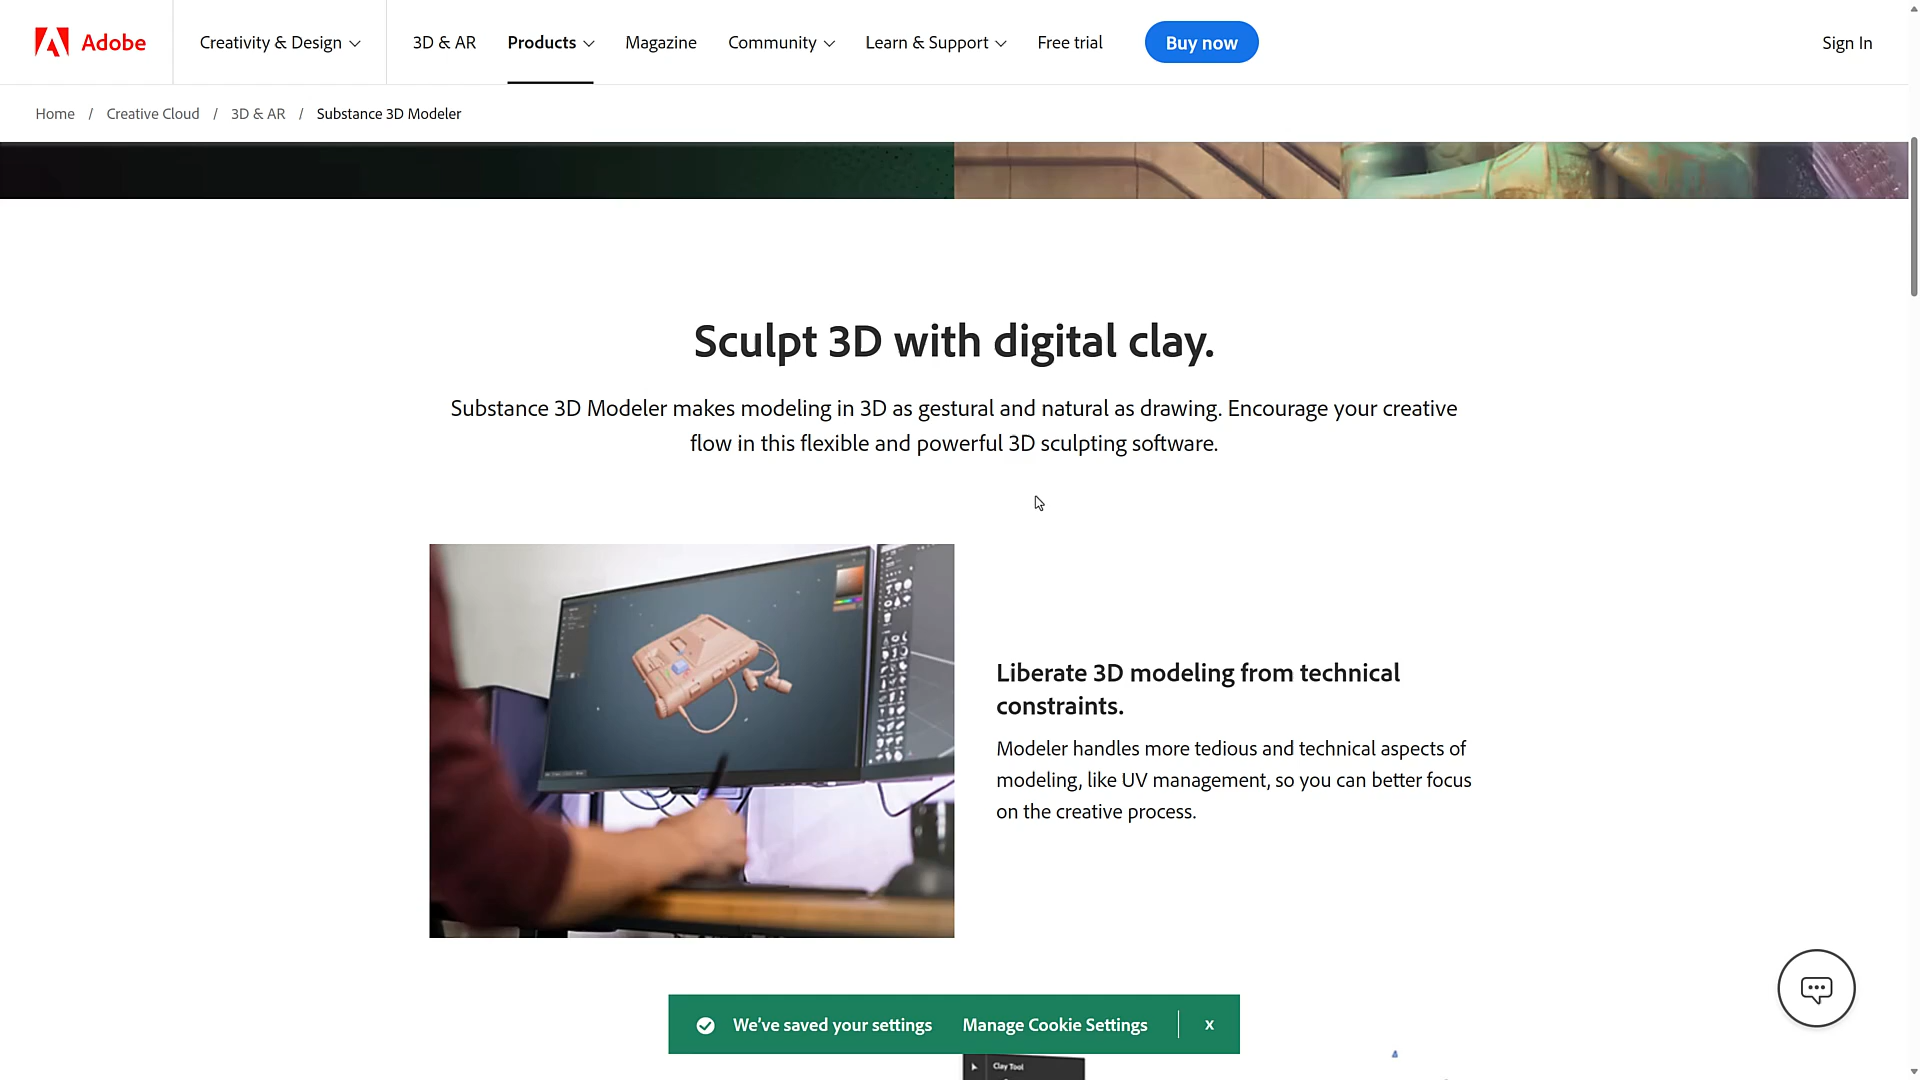 Adobe
Creativity & Design
3D & AR
Products
Magazine
Community
Learn & Support
Free trial
Buy now
Sign In
Home / Creative Cloud / 3D & AR / Substance 3D Modeler
Sculpt 3D with digital clay.
Substance 3D Modeler makes modeling in 3D as gestural and natural as drawing. Encourage your creative
flow in this flexible and powerful 3D sculpting software.
Liberate 3D modeling from technical
constraints.
Modeler handles more tedious and technical aspects of
modeling, like UV management, so you can better focus
on the creative process.
We’ve saved your settings
Manage Cookie Settings
x
Clay Tool